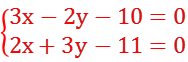 3x − 2y − 10 = 0
2x + 3y − 11 = 0